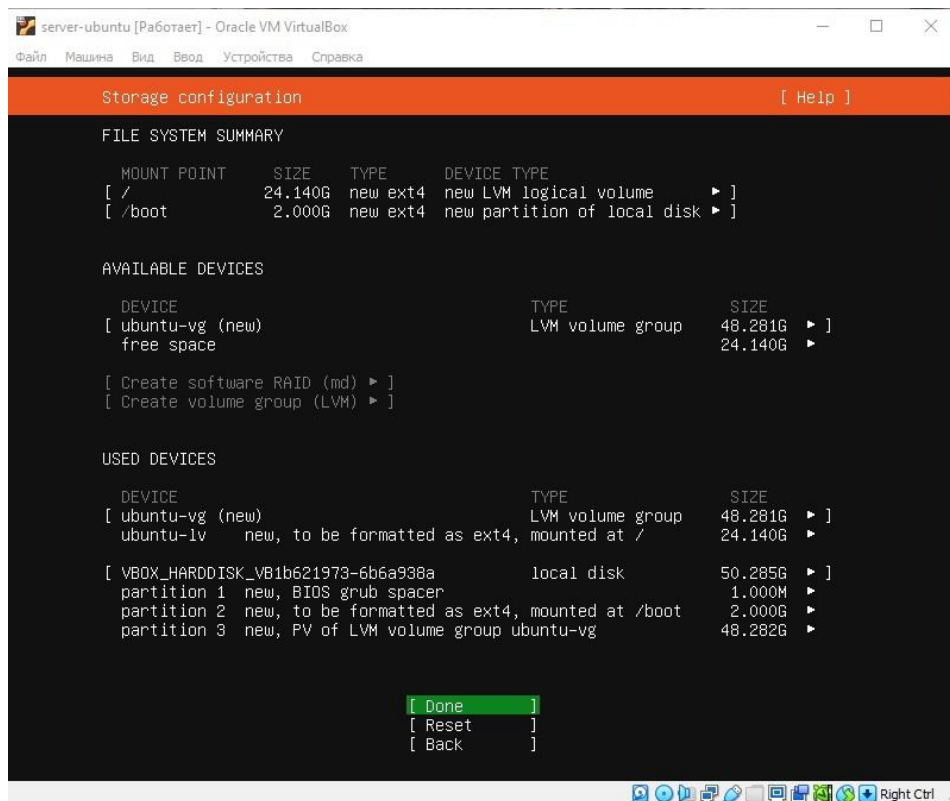 server-ubuntu [Работает] - Oracle VM VirtualBox
Файл Машина Вид Ввод Устройства Справка
Storage configuration [ Help ]
FILE SYSTEM SUMMARY
MOUNT POINT SIZE TYPE DEVICE TYPE
[ / 24.140G new ext4 new LVM logical volume ▸ ]
[ /boot 2.000G new ext4 new partition of local disk ▸ ]
AVAILABLE DEVICES
DEVICE TYPE SIZE
[ ubuntu-vg (new) LVM volume group 48.281G ▸ ]
free space 24.140G ▸
[ Create software RAID (md) ▸ ]
[ Create volume group (LVM) ▸ ]
USED DEVICES
DEVICE TYPE SIZE
[ ubuntu-vg (new) LVM volume group 48.281G ▸ ]
ubuntu-lv new, to be formatted as ext4, mounted at / 24.140G ▸
[ VBOX_HARDDISK_VB1b621973-6b6a938a local disk 50.285G ▸ ]
partition 1 new, BIOS grub spacer 1.000M ▸
partition 2 new, to be formatted as ext4, mounted at /boot 2.000G ▸
partition 3 new, PV of LVM volume group ubuntu-vg 48.282G ▸
[ Done ]
[ Reset ]
[ Back ]
Right Ctrl